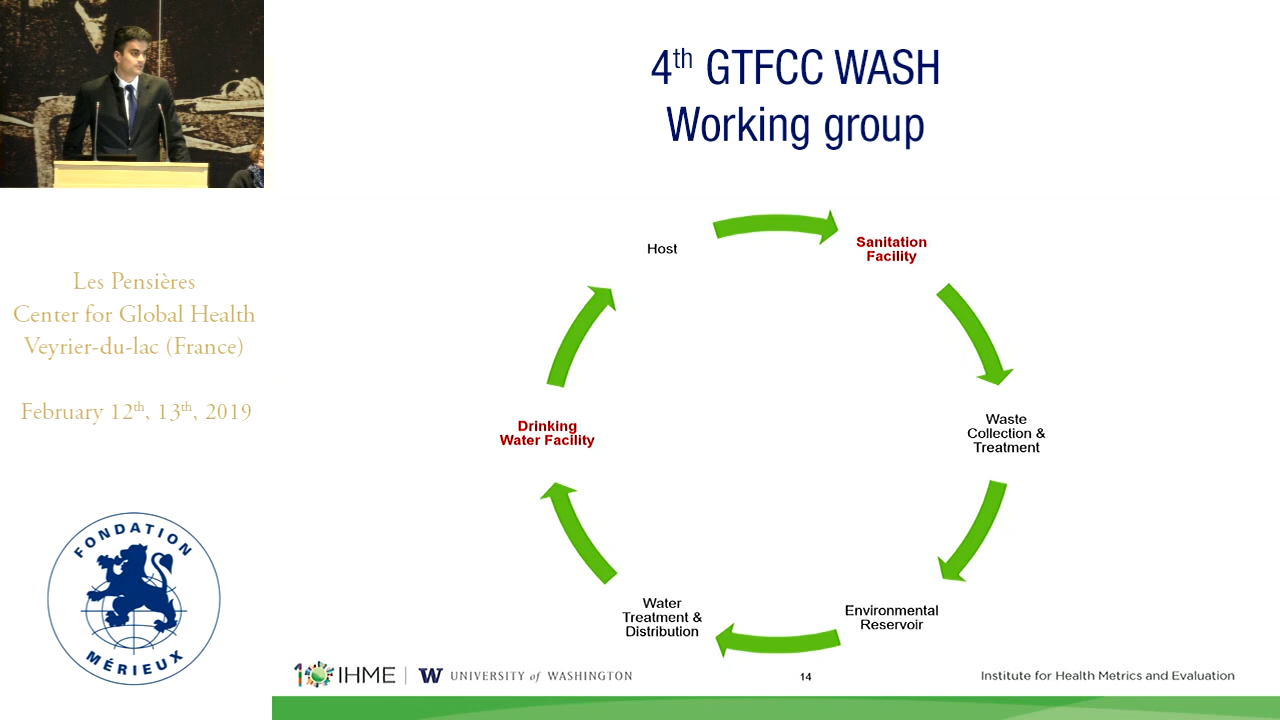 4th GTFCC WASH
Working group
Les Pensières
Center for Global Health
Veyrier-du-lac (France)
February 12th, 13th, 2019
FONDATION
MÉRIEUX
Host
Sanitation
Facility
Waste
Collection &
Treatment
Environmental
Reservoir
Water
Treatment &
Distribution
Drinking
Water Facility
10 IHME | W UNIVERSITY of WASHINGTON
14
Institute for Health Metrics and Evaluation